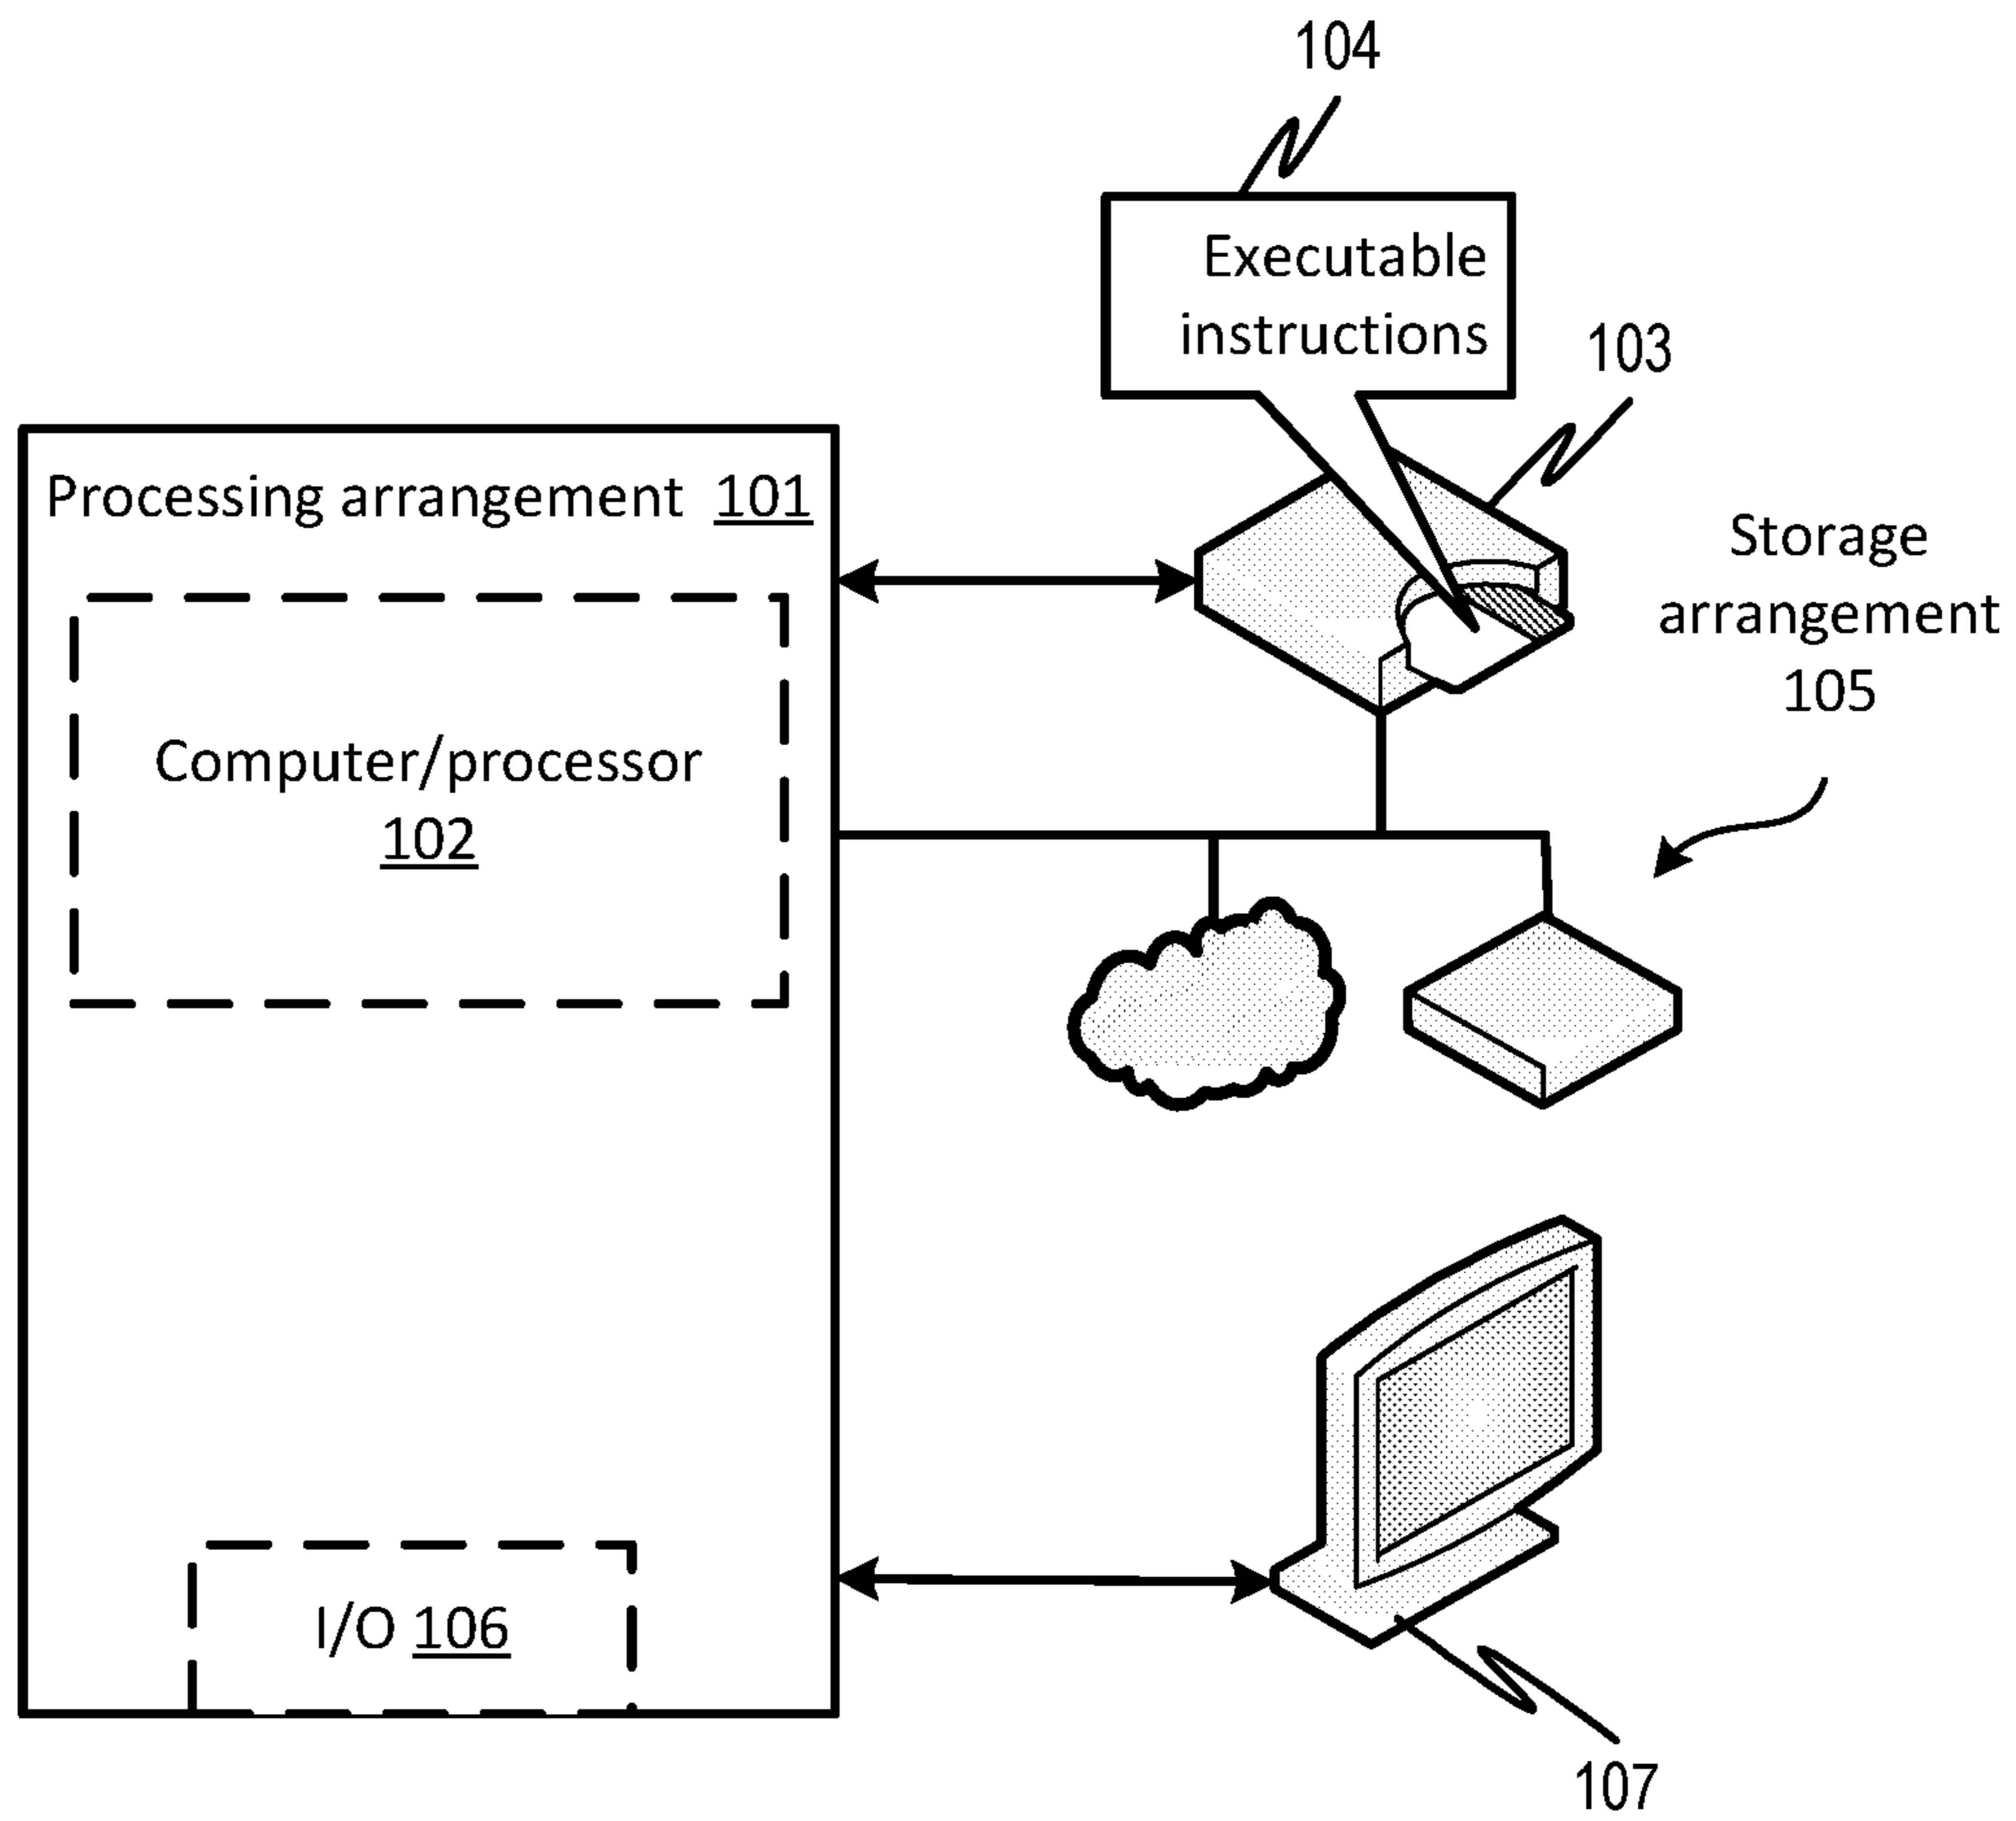 104
Executable
instructions
103
Processing arrangement 101
Storage
arrangement
105
Computer/processor
102
I/O 106
107